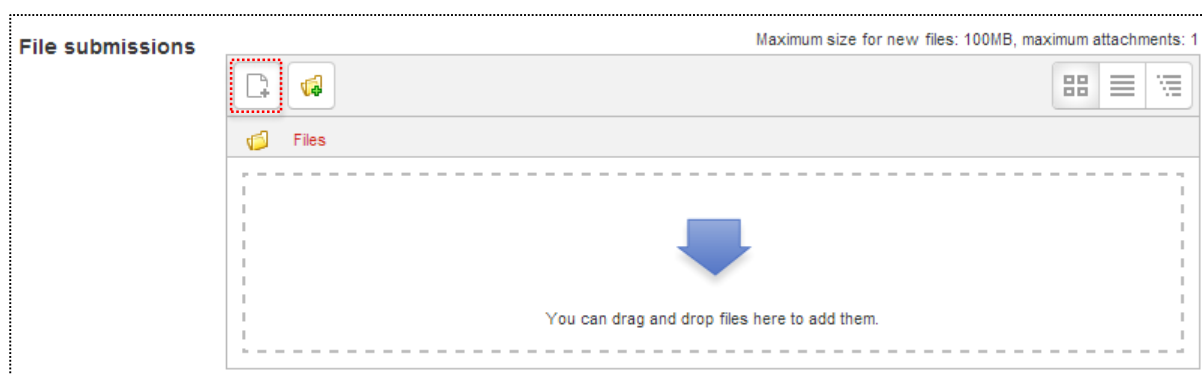 File submissions
Maximum size for new files: 100MB, maximum attachments: 1
Files
You can drag and drop files here to add them.